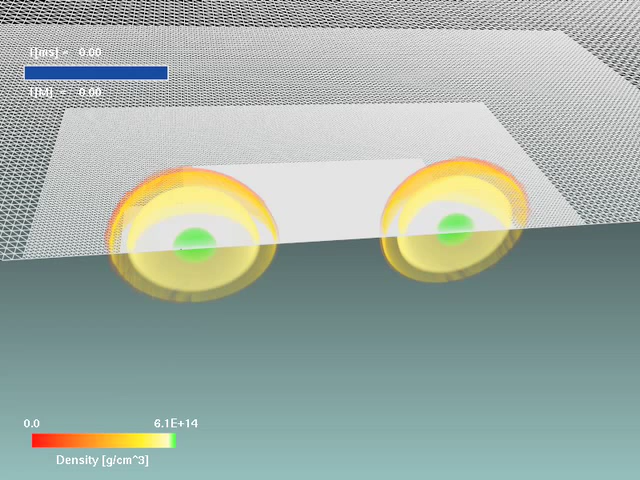 T[ms] = 0.00
T[M] = 0.00
0.0 6.1E+14
Density [g/cm^3]